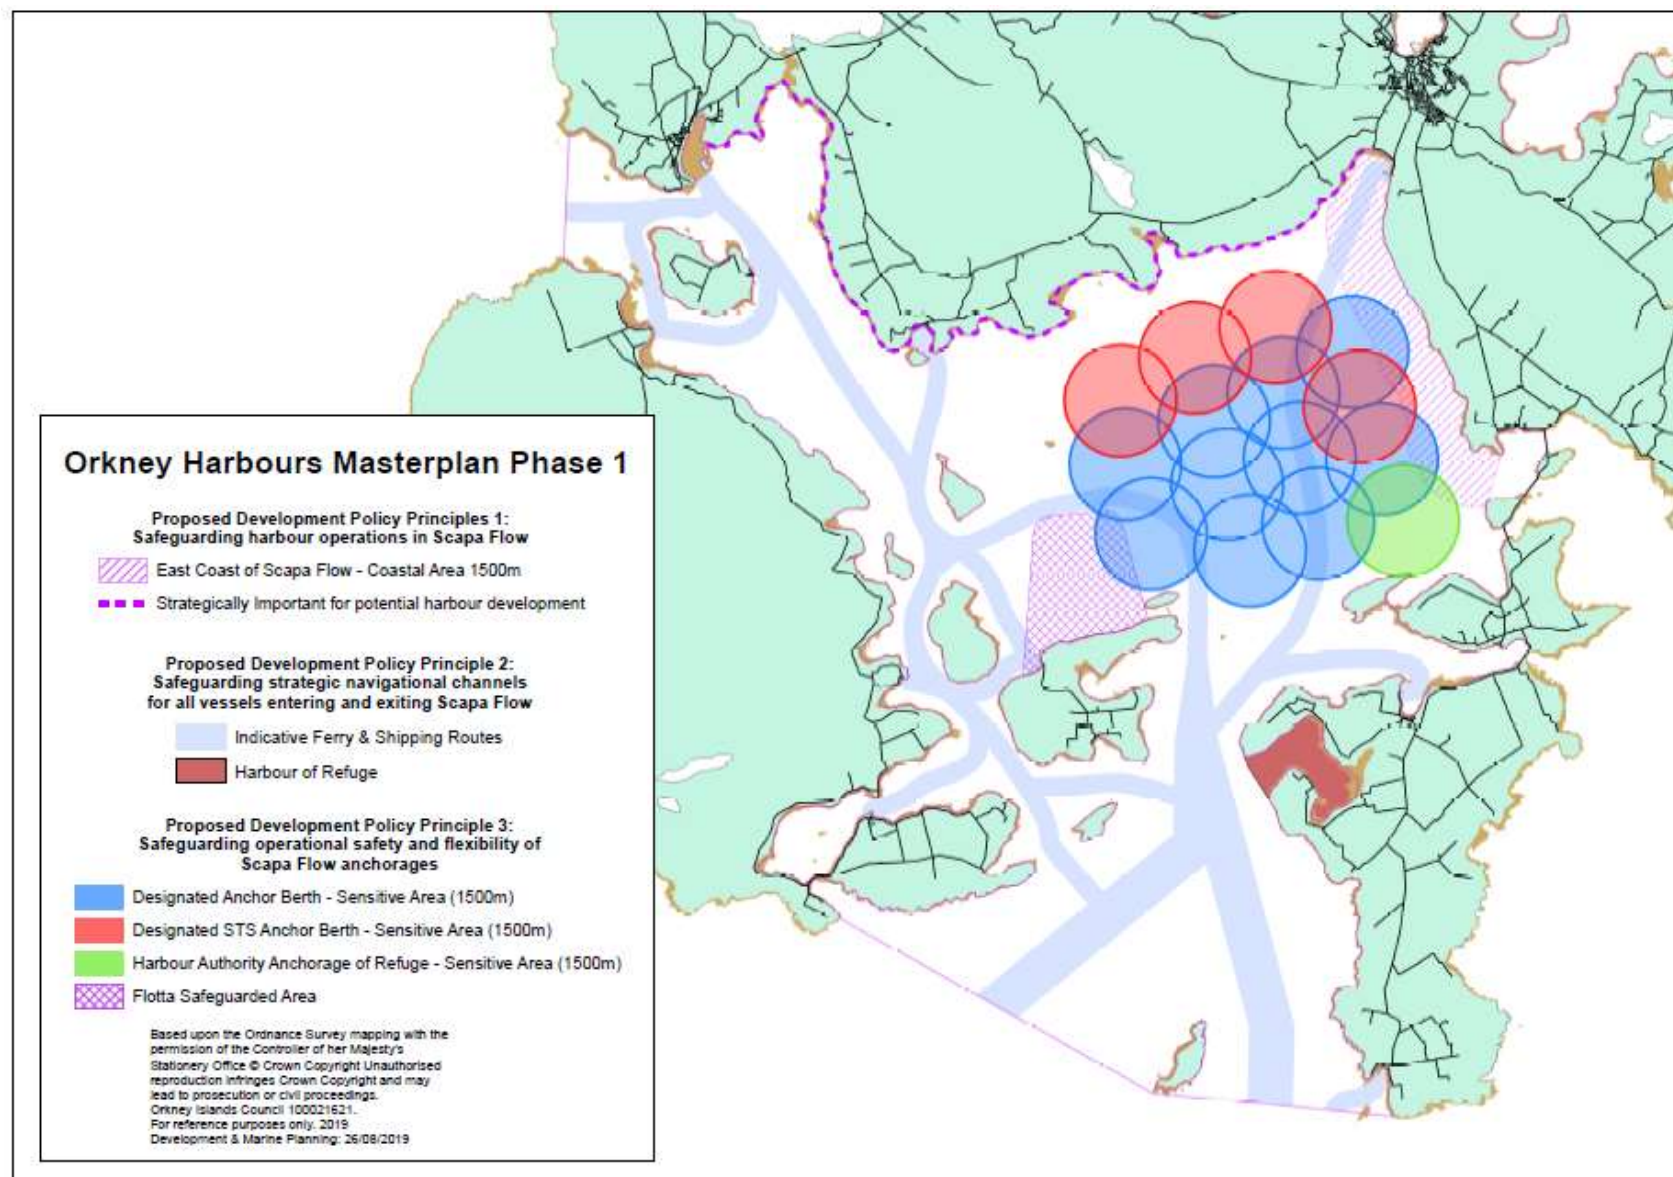 Orkney Harbours Masterplan Phase 1
Proposed Development Policy Principles 1:
Safeguarding harbour operations in Scapa Flow
East Coast of Scapa Flow - Coastal Area 1500m
Strategically Important for potential harbour development
Proposed Development Policy Principle 2:
Safeguarding strategic navigational channels
for all vessels entering and exiting Scapa Flow
Indicative Ferry & Shipping Routes
Harbour of Refuge
Proposed Development Policy Principle 3:
Safeguarding operational safety and flexibility of
Scapa Flow anchorages
Designated Anchor Berth - Sensitive Area (1500m)
Designated STS Anchor Berth - Sensitive Area (1500m)
Harbour Authority Anchorage of Refuge - Sensitive Area (1500m)
Flotta Safeguarded Area
Based upon the Ordnance Survey mapping with the
permission of the Controller of her Majesty's
Stationery Office © Crown Copyright Unauthorised
reproduction infringes Crown Copyright and may
lead to prosecution or civil proceedings.
Orkney Islands Council 100021621.
For reference purposes only. 2019
Development & Marine Planning: 26/08/2019